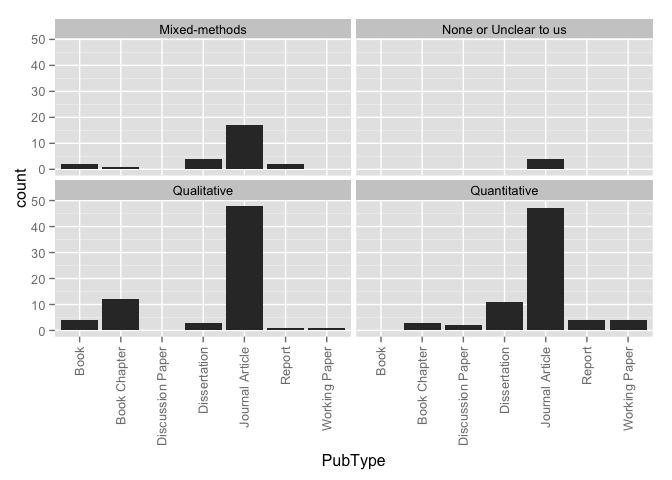 Mixed-methods
None or Unclear to us
50
40
30
20
10
0
count
Qualitative
Quantitative
50
40
30
20
10
0
Book
Book Chapter
Discussion Paper
Dissertation
Journal Article
Report
Working Paper
Book
Book Chapter
Discussion Paper
Dissertation
Journal Article
Report
Working Paper
PubType